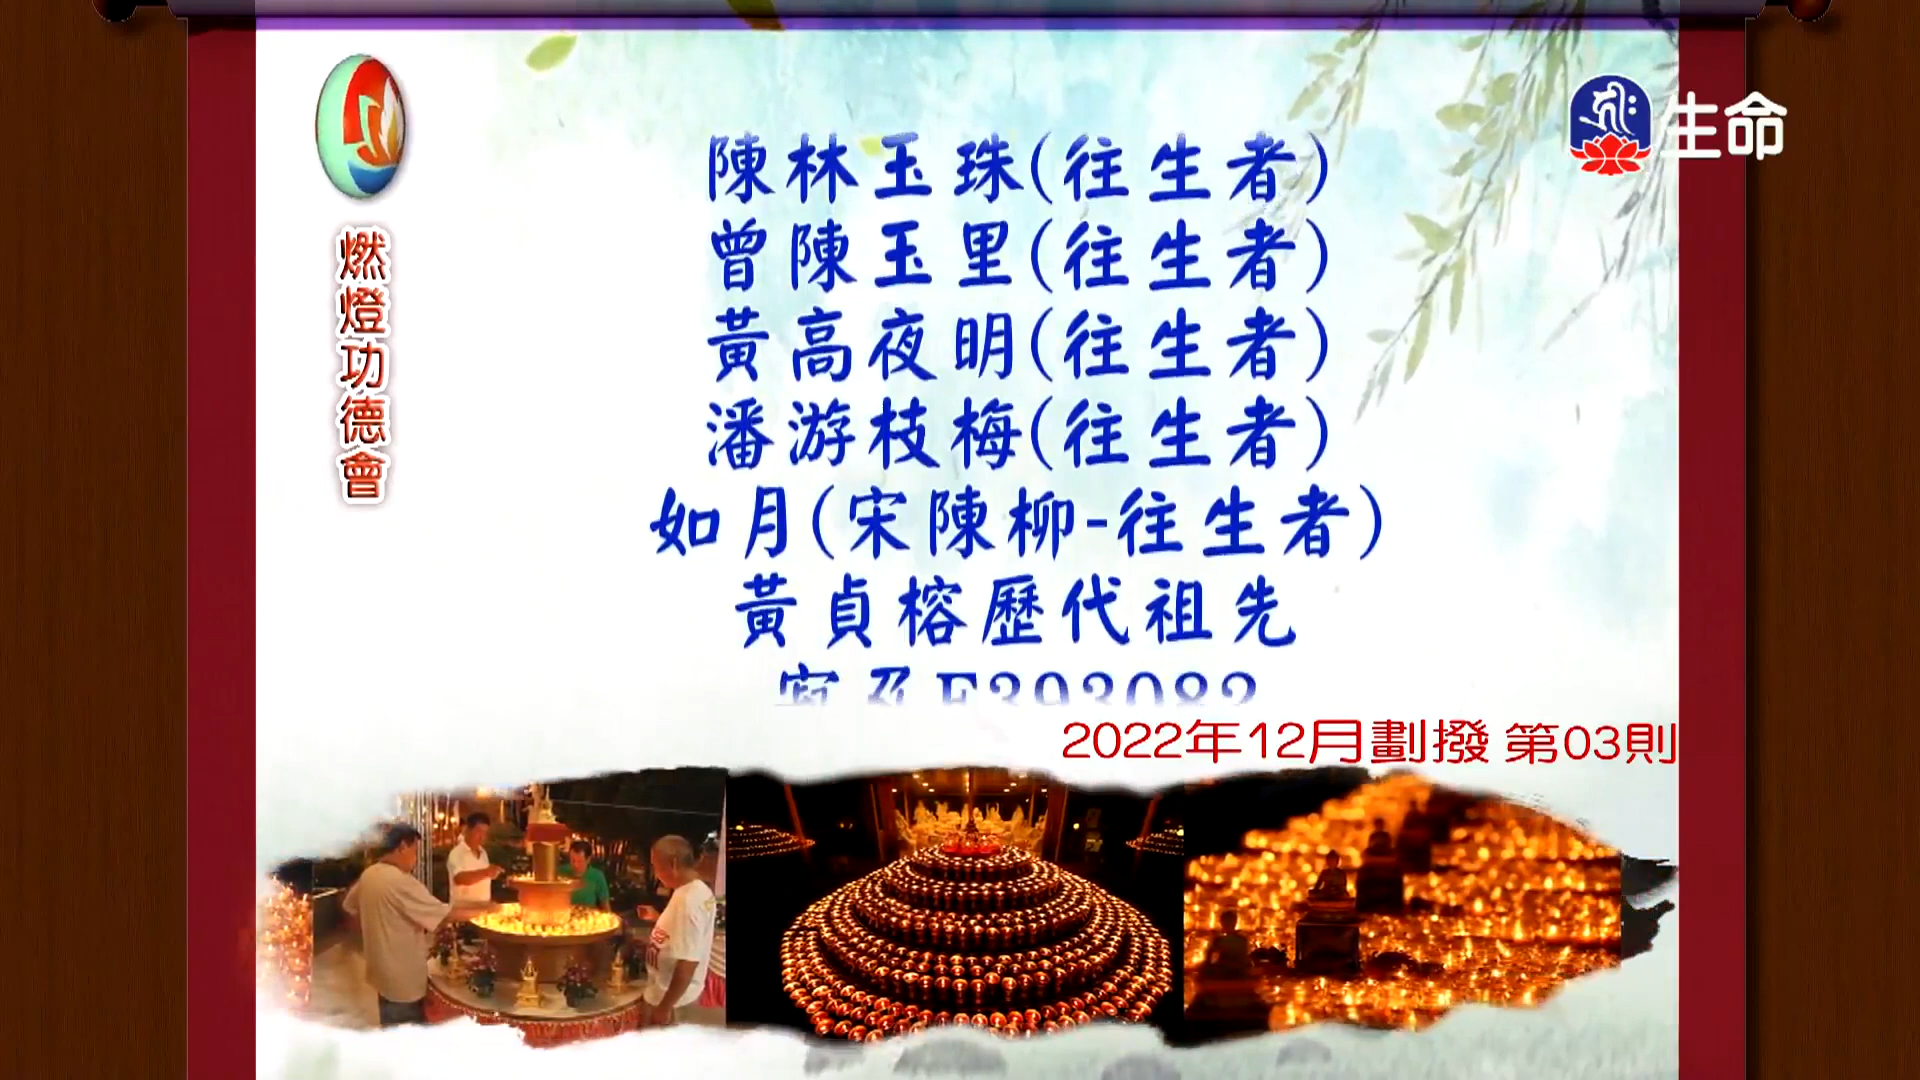 生命
燃燈功德會
陳林玉珠(往生者)
曾陳玉里(往生者)
黃高夜明(往生者)
潘游枝梅(往生者)
如月(宋陳柳-往生者)
黃貞榕歷代祖先
2022年12月劃撥 第03則